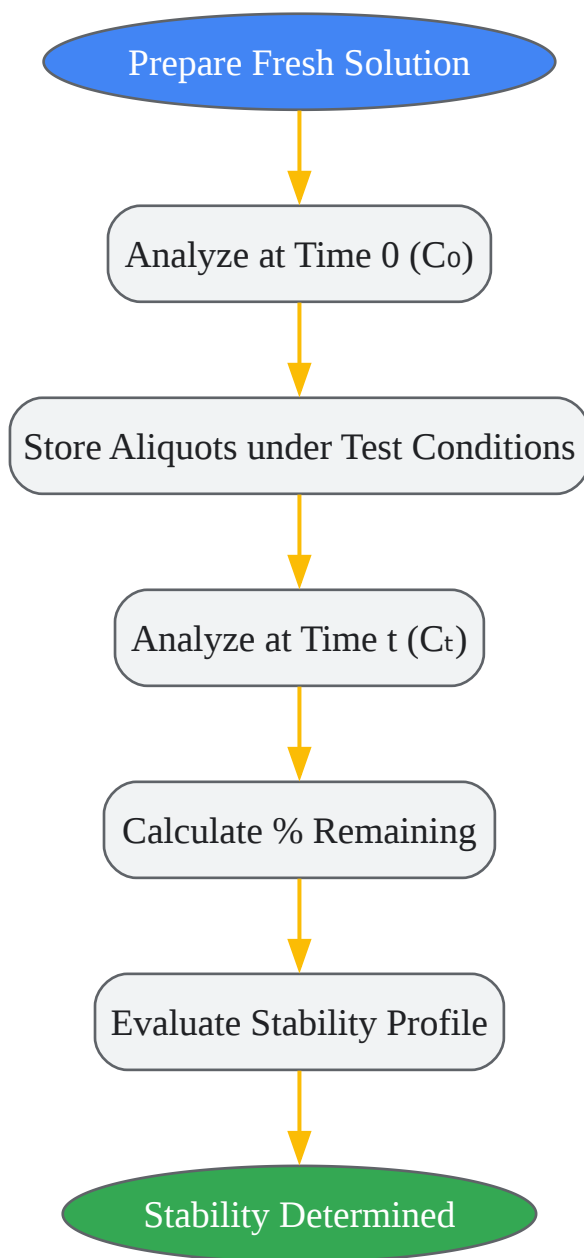 Prepare Fresh Solution
Analyze at Time 0 (C₀)
Store Aliquots under Test Conditions
Analyze at Time t (Cₜ)
Calculate % Remaining
Evaluate Stability Profile
Stability Determined